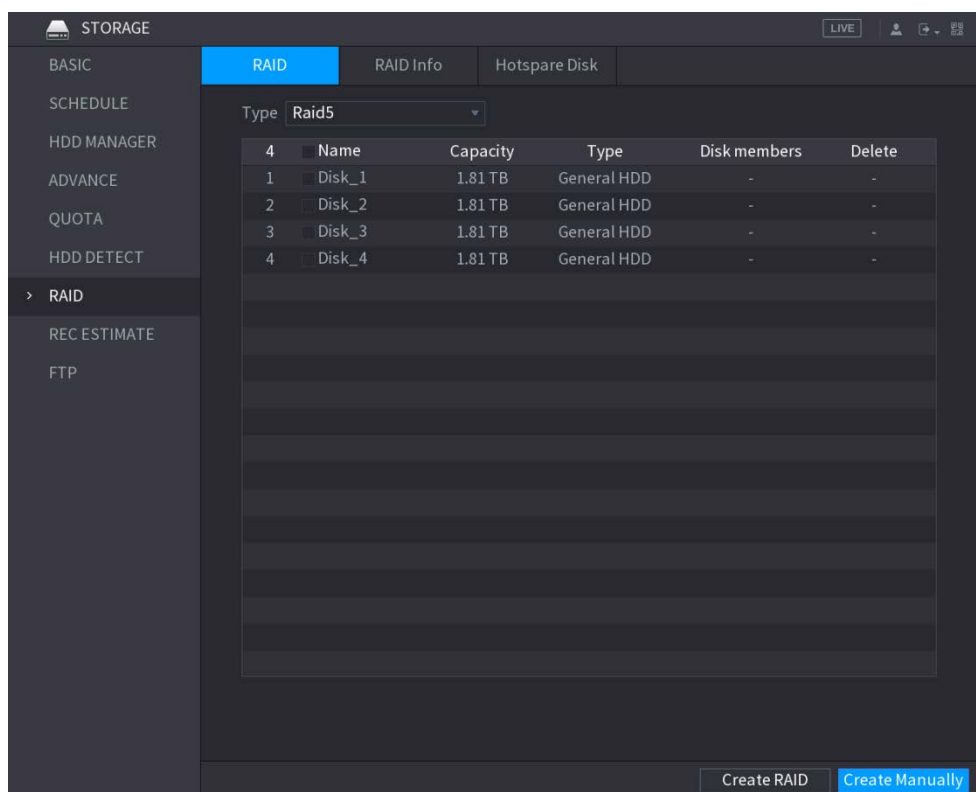 STORAGE LIVE
BASIC
SCHEDULE
HDD MANAGER
ADVANCE
QUOTA
HDD DETECT
> RAID
REC ESTIMATE
FTP
RAID RAID Info Hotspare Disk
Type Raid5
4 Name Capacity Type Disk members Delete
1 Disk_1 1.81 TB General HDD - -
2 Disk_2 1.81 TB General HDD - -
3 Disk_3 1.81 TB General HDD - -
4 Disk_4 1.81 TB General HDD - -
Create RAID Create Manually